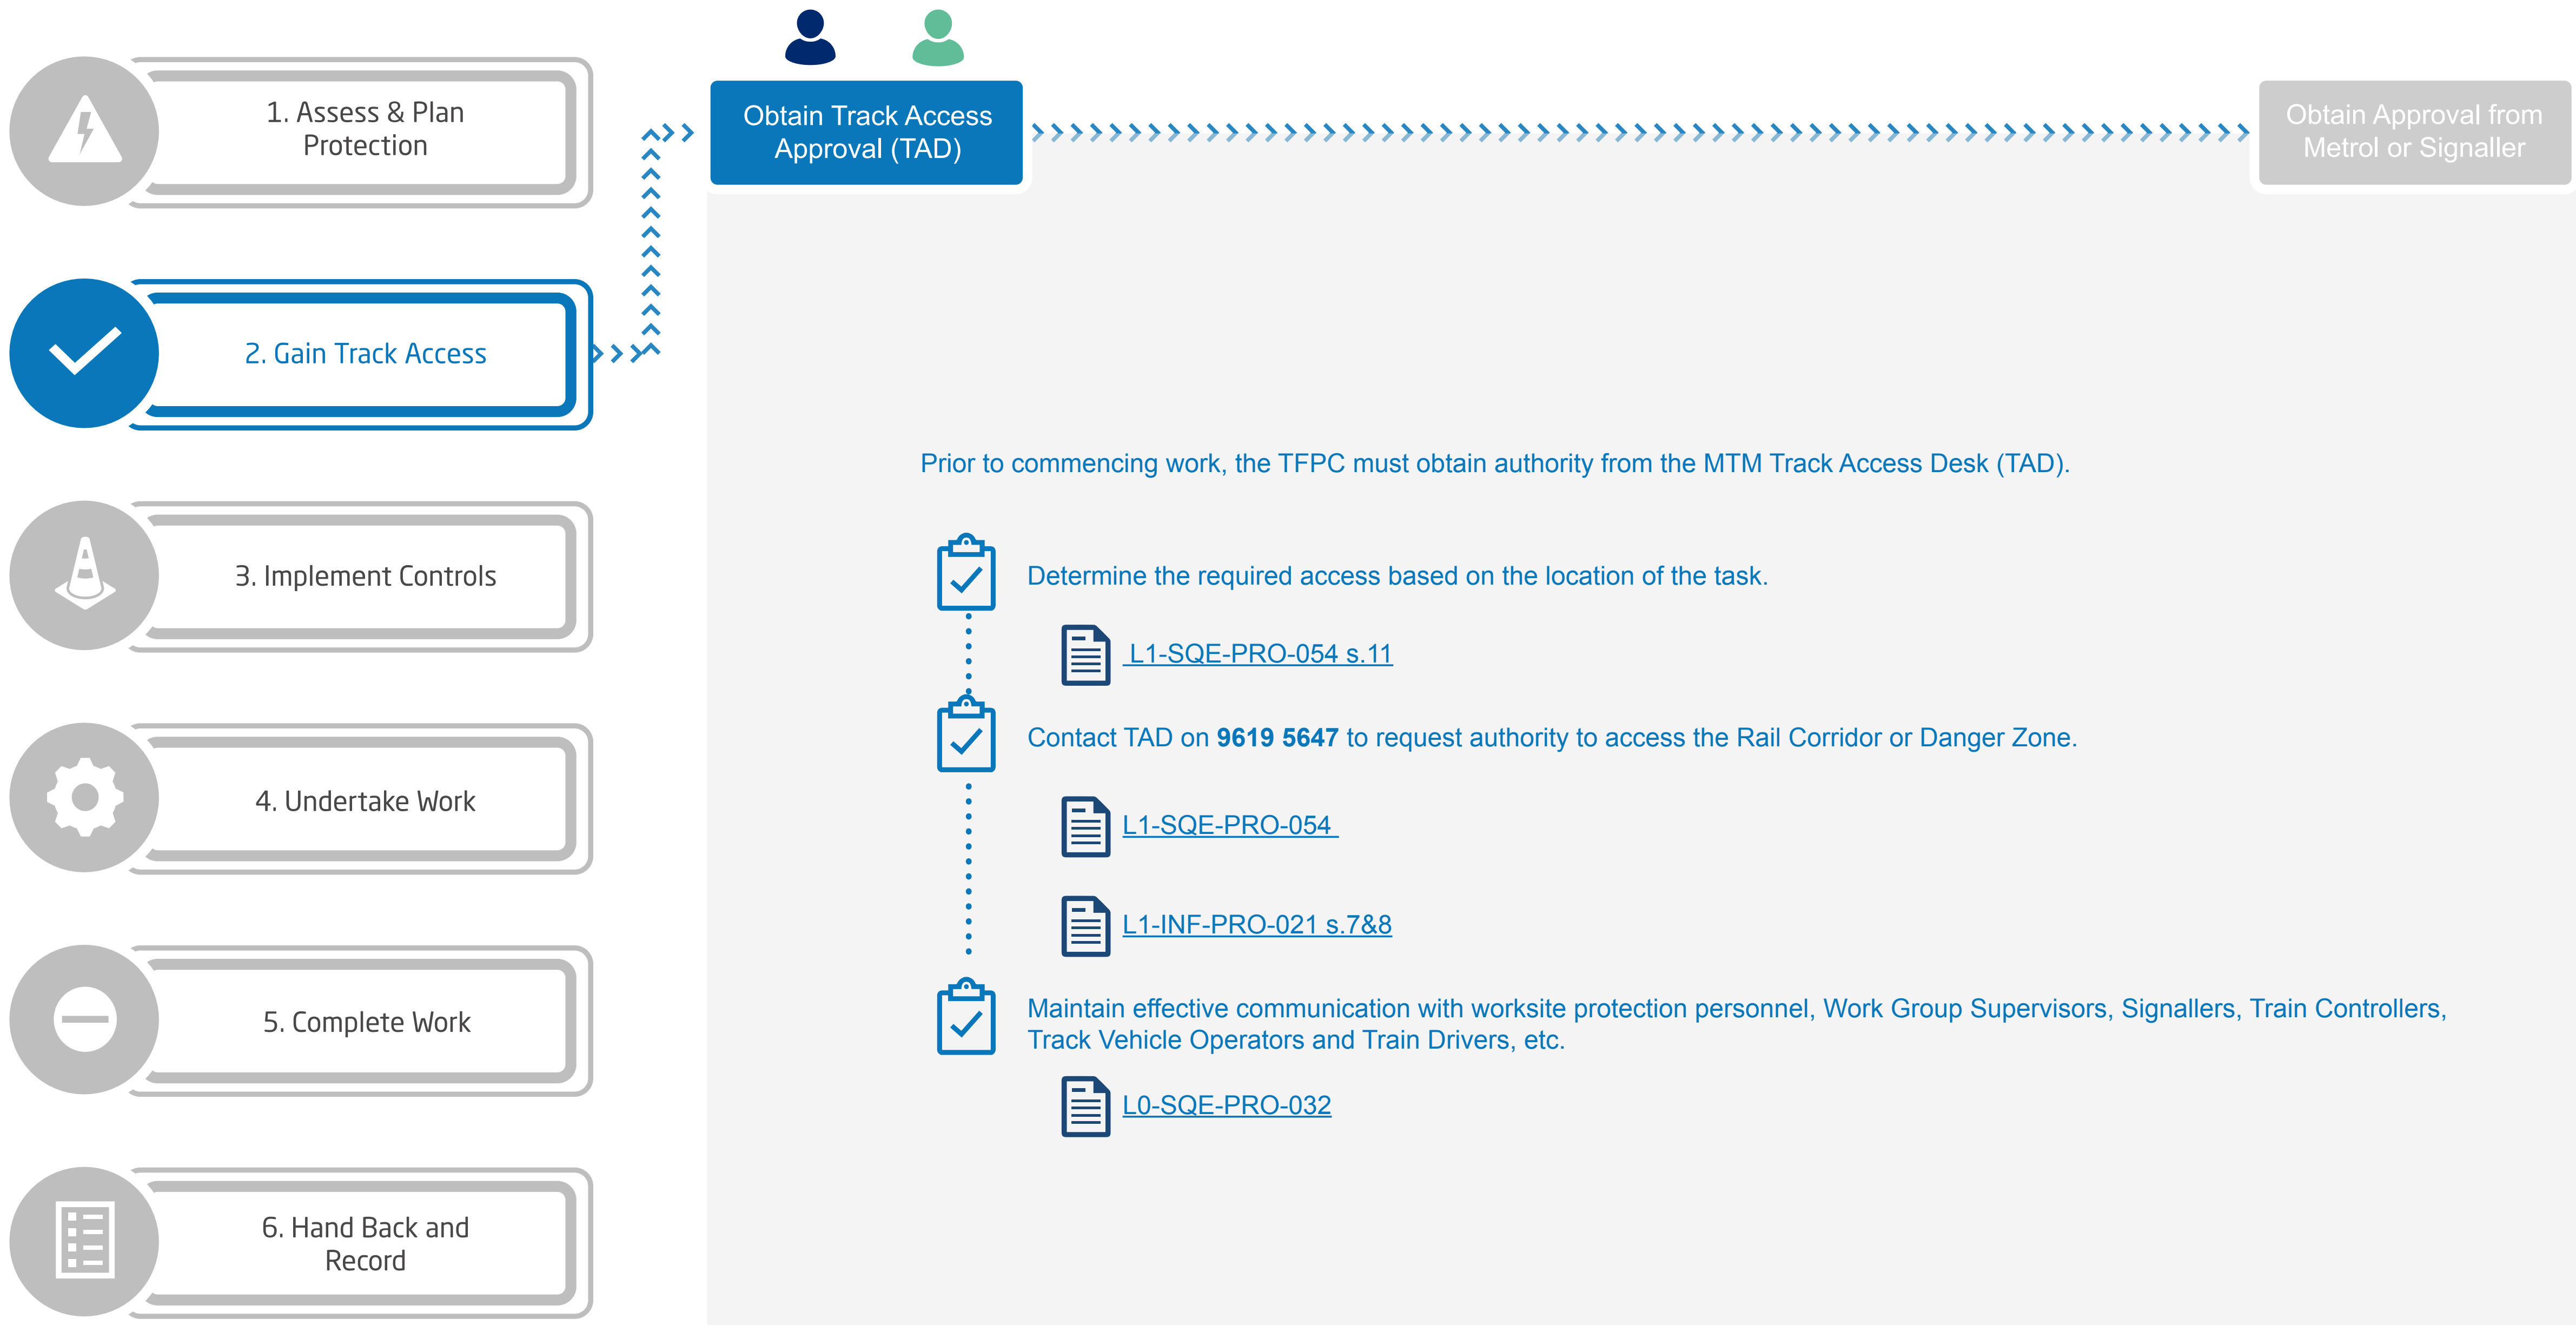 1. Assess & Plan
Protection
2. Gain Track Access
3. Implement Controls
4. Undertake Work
5. Complete Work
6. Hand Back and
Record
Obtain Track Access
Approval (TAD)
Obtain Approval from
Metrol or Signaller
Prior to commencing work, the TFPC must obtain authority from the MTM Track Access Desk (TAD).
Determine the required access based on the location of the task.
L1-SQE-PRO-054 s.11
Contact TAD on 9619 5647 to request authority to access the Rail Corridor or Danger Zone.
L1-SQE-PRO-054
L1-INF-PRO-021 s.7&8
Maintain effective communication with worksite protection personnel, Work Group Supervisors, Signallers, Train Controllers,
Track Vehicle Operators and Train Drivers, etc.
L0-SQE-PRO-032